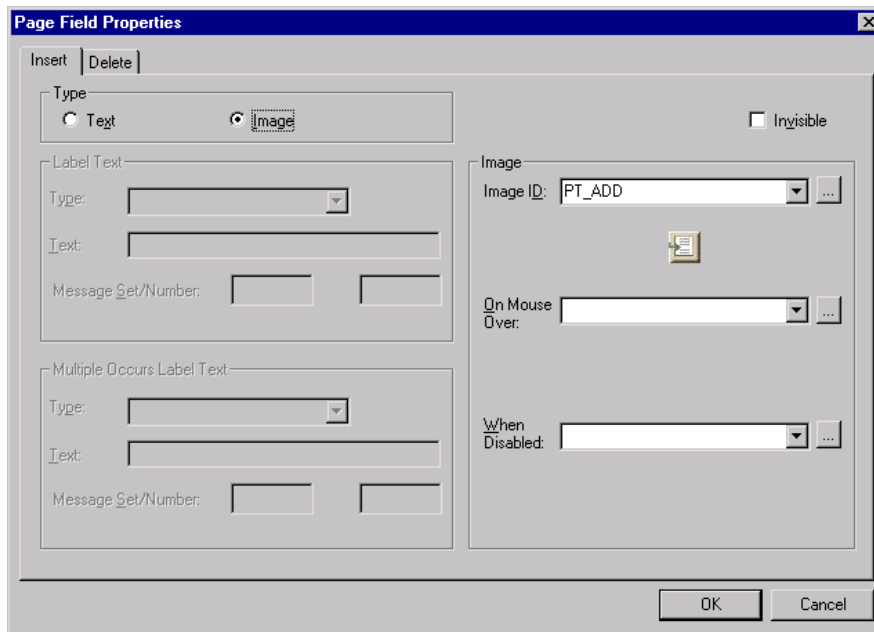 Page Field Properties
Insert
Delete
Type
Text
Image
Invisible
Label Text
Type:
Text:
Message Set/Number:
Multiple Occurs Label Text
Type:
Text:
Message Set/Number:
Image
Image ID: PT_ADD ...
On Mouse
Over: ...
When
Disabled: ...
OK
Cancel